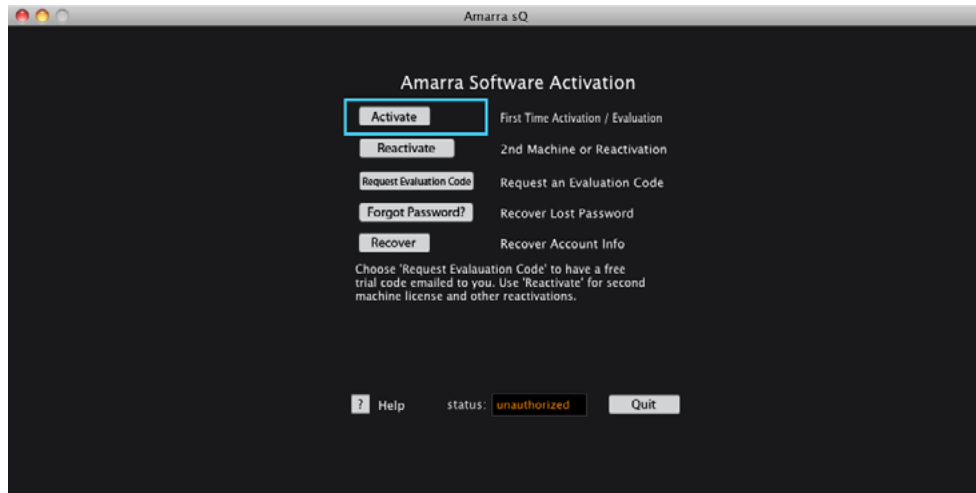 Amarra sQ
Amarra Software Activation
Activate First Time Activation / Evaluation
Reactivate 2nd Machine or Reactivation
Request Evaluation Code Request an Evaluation Code
Forgot Password? Recover Lost Password
Recover Recover Account Info
Choose 'Request Evalauation Code' to have a free
trial code emailed to you. Use 'Reactivate' for second
machine license and other reactivations.
? Help status: unauthorized Quit